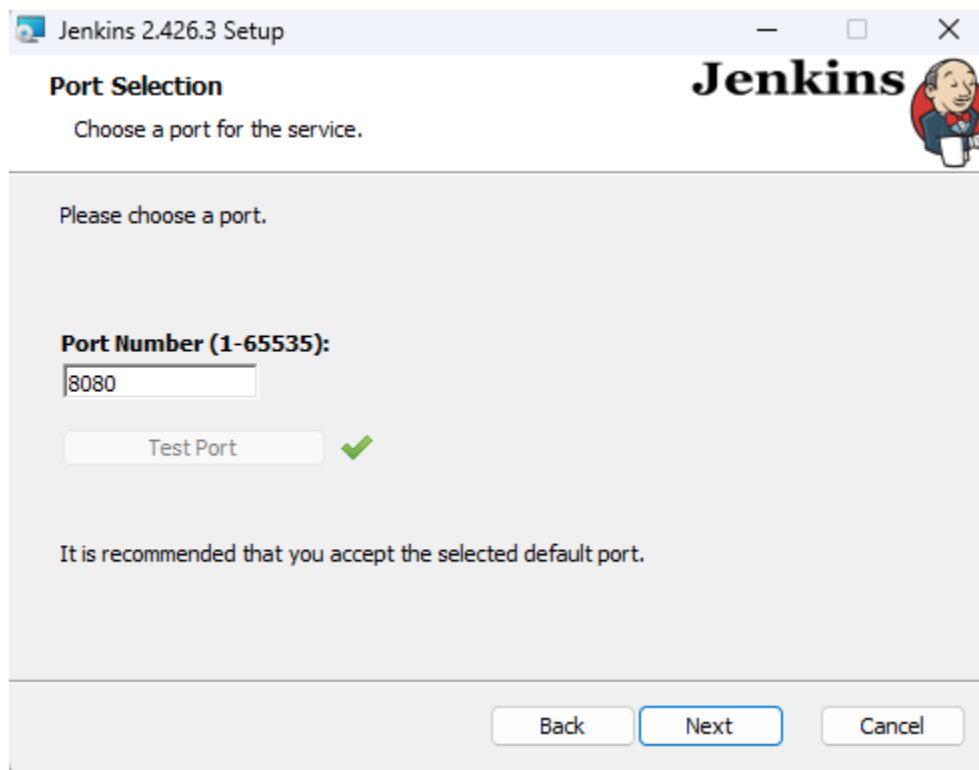 Jenkins 2.426.3 Setup
Port Selection
Jenkins
Choose a port for the service.
Please choose a port.
Port Number (1-65535):
8080
Test Port
It is recommended that you accept the selected default port.
Back
Next
Cancel